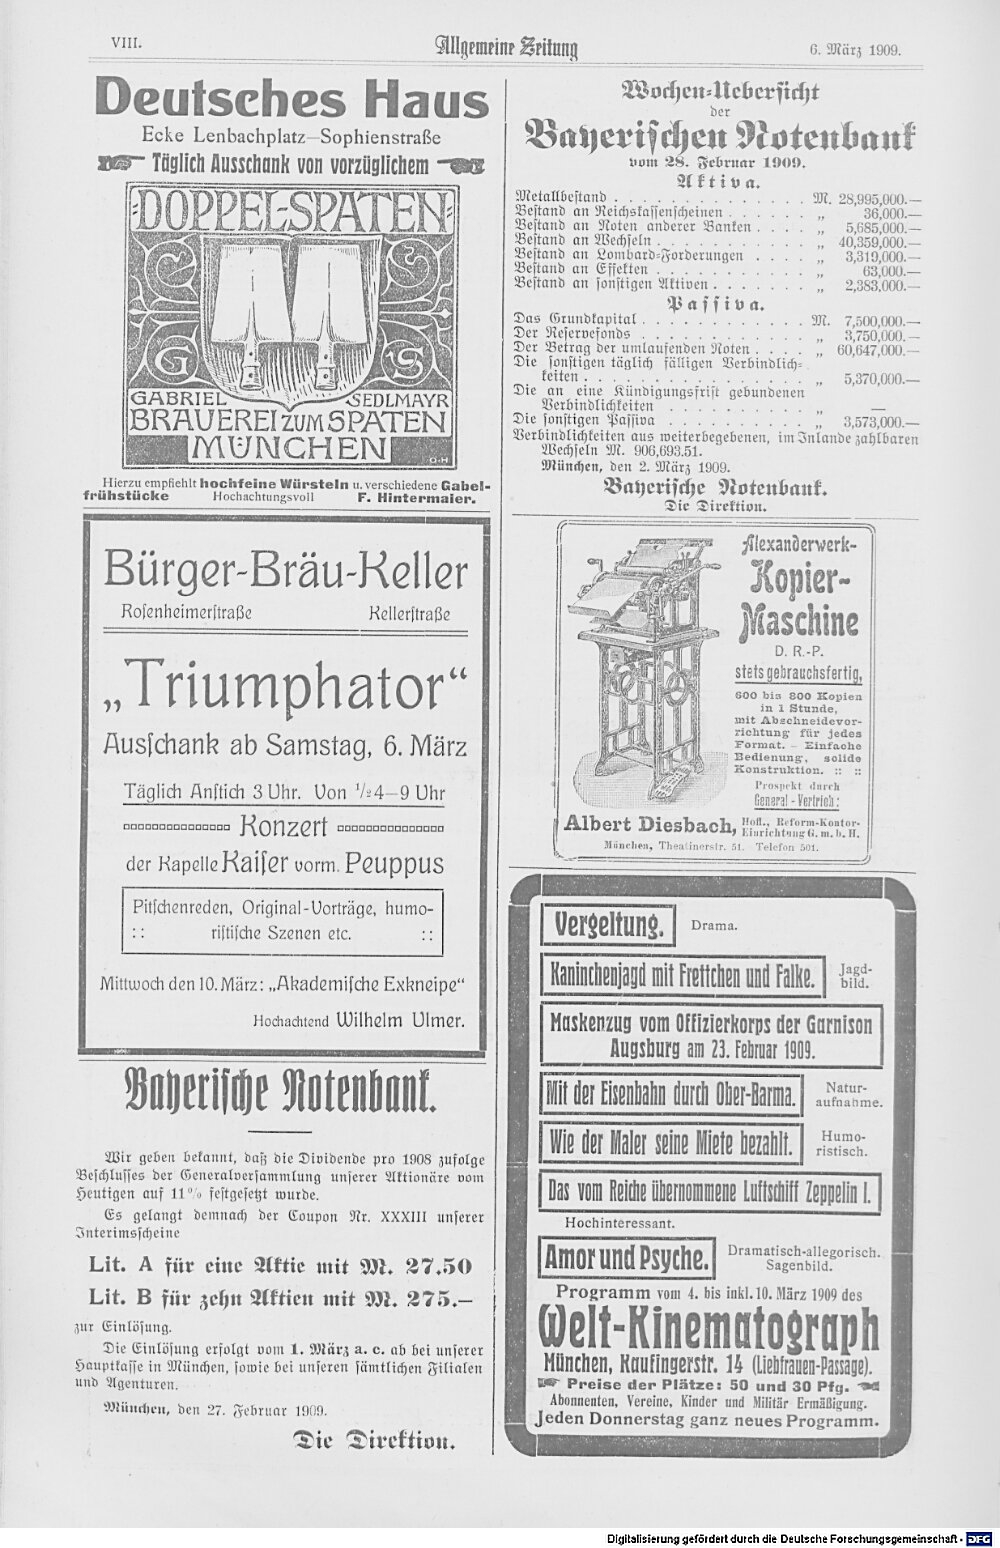 VIII.
Allgemeine Zeitung
6. März 1909.
Deutsches Haus
Ecke Lenbachplatz—Sophienstraße
Täglich Ausschank von vorzüglichem
DOPPEL-SPATEN
G S
GABRIEL SEDLMAYR
BRAUEREI ZUM SPATEN
MÜNCHEN
O·H
Hierzu empfiehlt hochfeine Würsteln u. verschiedene Gabel-
frühstücke Hochachtungsvoll F. Hintermaier.
Bürger-Bräu-Keller
Rosenheimerstraße Kellerstraße
„Triumphator“
Ausschank ab Samstag, 6. März
Täglich Anstich 3 Uhr. Von ½4–9 Uhr
Konzert
der Kapelle Kaiser vorm. Peuppus
Pitschenreden, Original-Vorträge, humo-
:: ristische Szenen etc. ::
Mittwoch den 10. März: „Akademische Exkneipe“
Hochachtend Wilhelm Ulmer.
Bayerische Notenbank.
Wir geben bekannt, daß die Dividende pro 1908 zufolge
Beschlusses der Generalversammlung unserer Aktionäre vom
Heutigen auf 11% festgesetzt wurde.
Es gelangt demnach der Coupon Nr. XXXIII unserer
Interimsscheine
Lit. A für eine Aktie mit M. 27.50
Lit. B für zehn Aktien mit M. 275.—
zur Einlösung.
Die Einlösung erfolgt vom 1. März a. c. ab bei unserer
Hauptkasse in München, sowie bei unseren sämtlichen Filialen
und Agenturen.
München, den 27. Februar 1909.
Die Direktion.
Wochen-Uebersicht
der
Bayerischen Notenbank
vom 28. Februar 1909.
Aktiva.
Metallbestand . . . . . . . . . . . . . . M. 28,995,000.—
Bestand an Reichskassenscheinen . . . . . . „ 36,000.—
Bestand an Noten anderer Banken . . . . „ 5,685,000.—
Bestand an Wechseln . . . . . . . . . . . „ 40,359,000.—
Bestand an Lombard-Forderungen . . . . „ 3,319,000.—
Bestand an Effekten . . . . . . . . . . . „ 63,000.—
Bestand an sonstigen Aktiven . . . . . . . „ 2,383,000.—
Passiva.
Das Grundkapital . . . . . . . . . . . . M. 7,500,000.—
Der Reservefonds . . . . . . . . . . . . „ 3,750,000.—
Der Betrag der umlaufenden Noten . . . . „ 60,647,000.—
Die sonstigen täglich fälligen Verbindlich-
keiten . . . . . . . . . . . . . . . . „ 5,370,000.—
Die an eine Kündigungsfrist gebundenen
Verbindlichkeiten . . . . . . . . . . „ —
Die sonstigen Passiva . . . . . . . . . . „ 3,573,000.—
Verbindlichkeiten aus weiterbegebenen, im Inlande zahlbaren
Wechseln M. 906,693.51.
München, den 2. März 1909.
Bayerische Notenbank.
Die Direktion.
Alexanderwerk-
Kopier-
Maschine
D. R.-P.
stets gebrauchsfertig,
600 bis 800 Kopien
in 1 Stunde,
mit Abschneidevor-
richtung für jedes
Format. – Einfache
Bedienung, solide
Konstruktion. :: ::
Prospekt durch
General-Vertrieb:
Albert Diesbach, Hofl., Reform-Kontor-
Einrichtung G. m. b. H.
München, Theatinerstr. 51. Telefon 501.
Vergeltung. Drama.
Kaninchenjagd mit Frettchen und Falke. Jagd-
bild.
Maskenzug vom Offizierkorps der Garnison
Augsburg am 23. Februar 1909.
Mit der Eisenbahn durch Ober-Barma. Natur-
aufnahme.
Wie der Maler seine Miete bezahlt. Humo-
ristisch.
Das vom Reiche übernommene Luftschiff Zeppelin I.
Hochinteressant.
Amor und Psyche. Dramatisch-allegorisch.
Sagenbild.
Programm vom 4. bis inkl. 10. März 1909 des
Welt-Kinematograph
München, Kaufingerstr. 14 (Liebfrauen-Passage).
Preise der Plätze: 50 und 30 Pfg.
Abonnenten, Vereine, Kinder und Militär Ermäßigung.
Jeden Donnerstag ganz neues Programm.
Digitalisierung gefördert durch die Deutsche Forschungsgemeinschaft - DFG